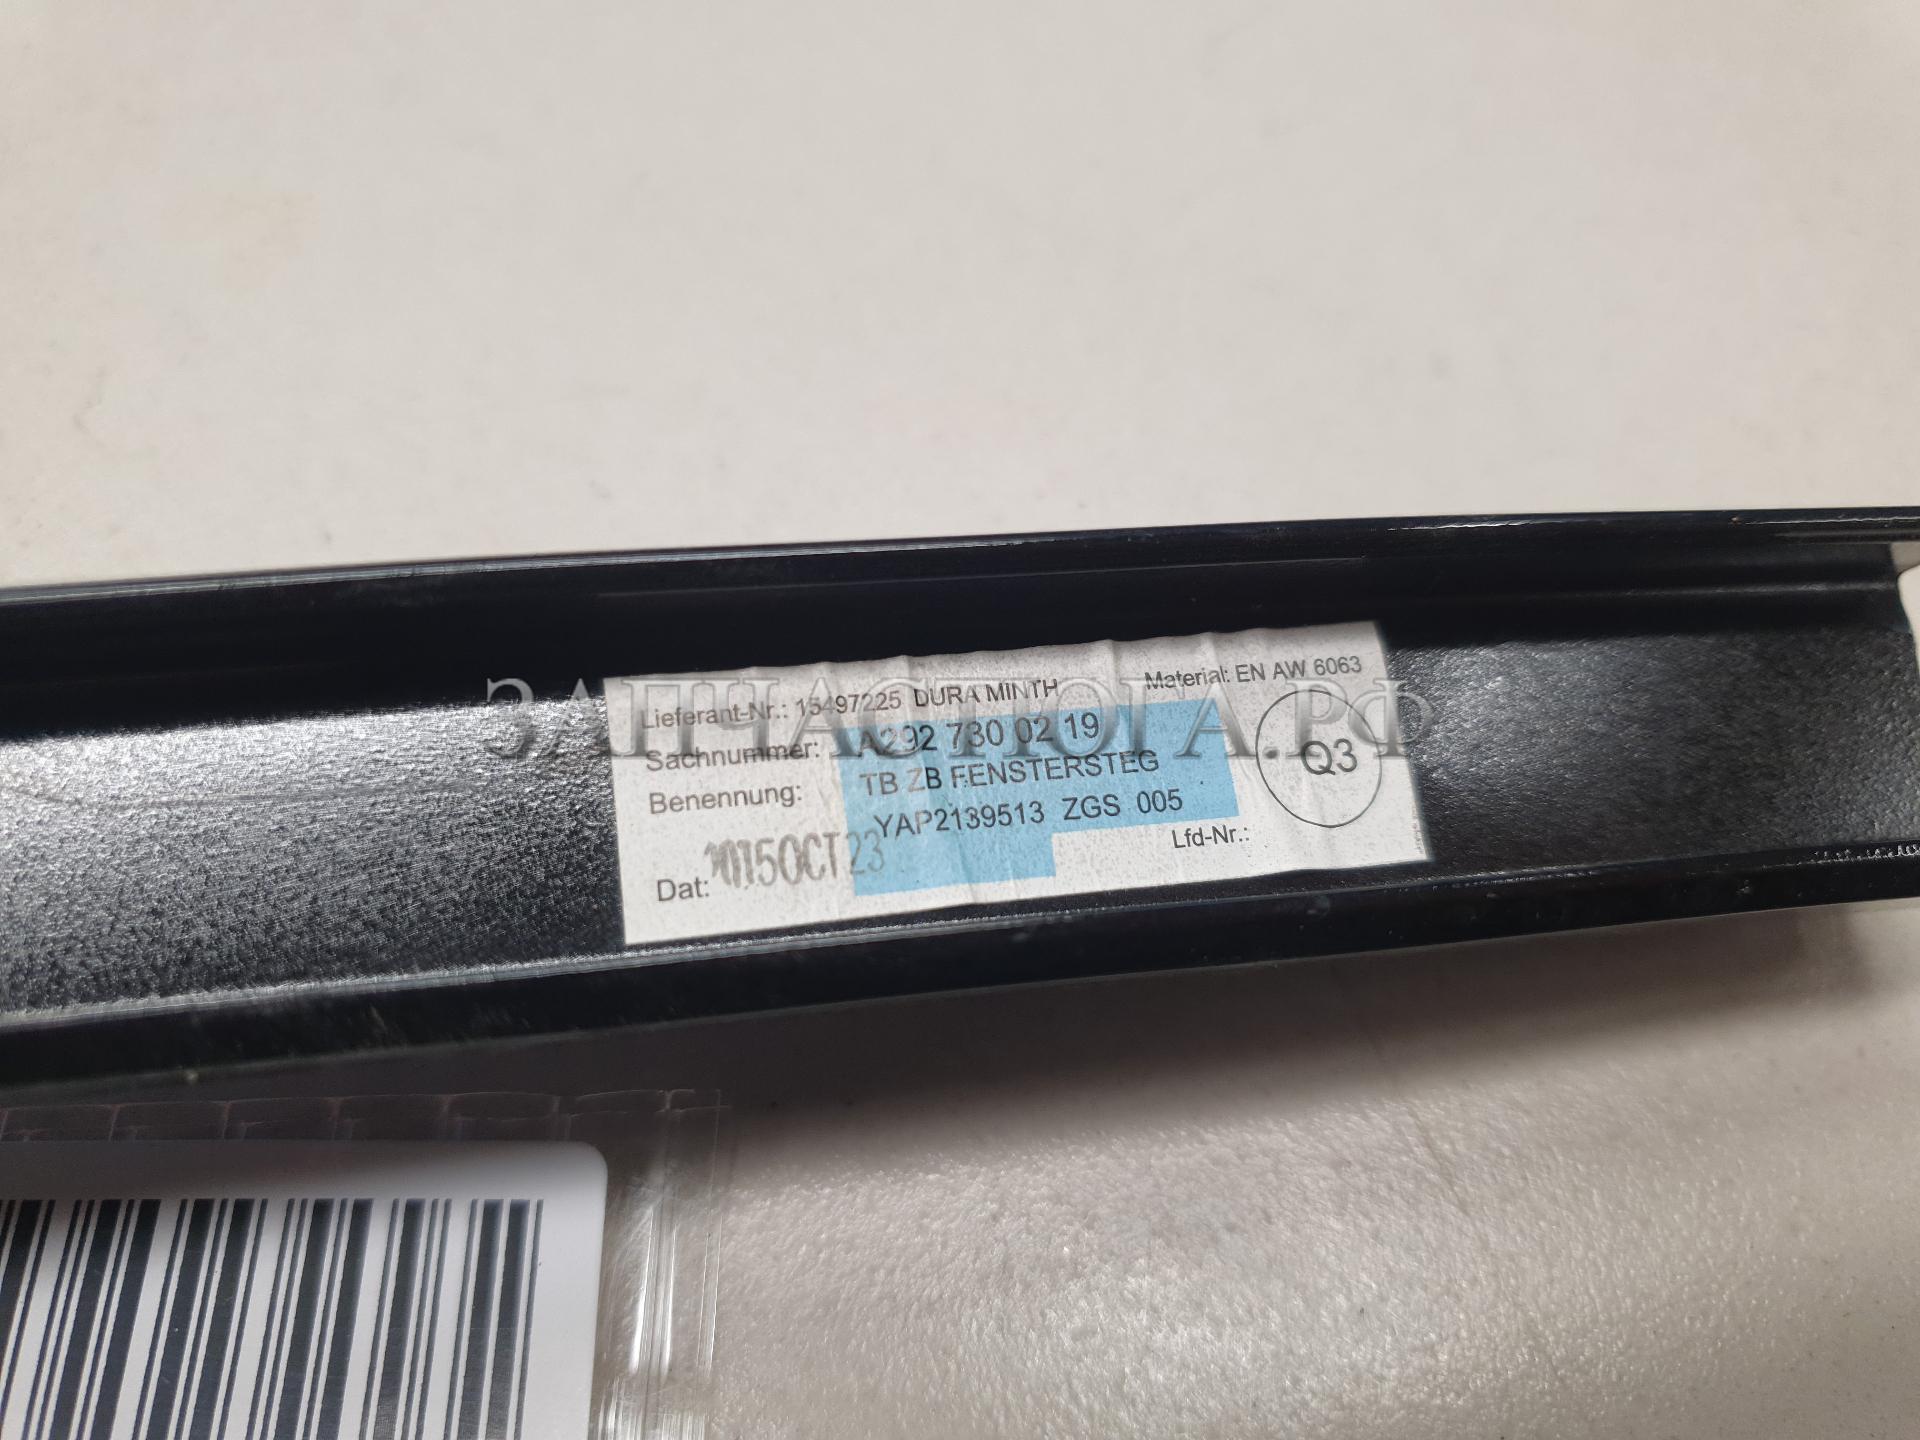 Lieferant-Nr.: 15497225 DURA MINTH Material: EN AW 6063
Sachnummer: A292 730 02 19
Benennung: TB ZB FENSTERSTEG
YAP2139513 ZGS 005
Q3
Dat: 15OCT23 Lfd-Nr.:
ЗАПЧАСТЮГА.РФ